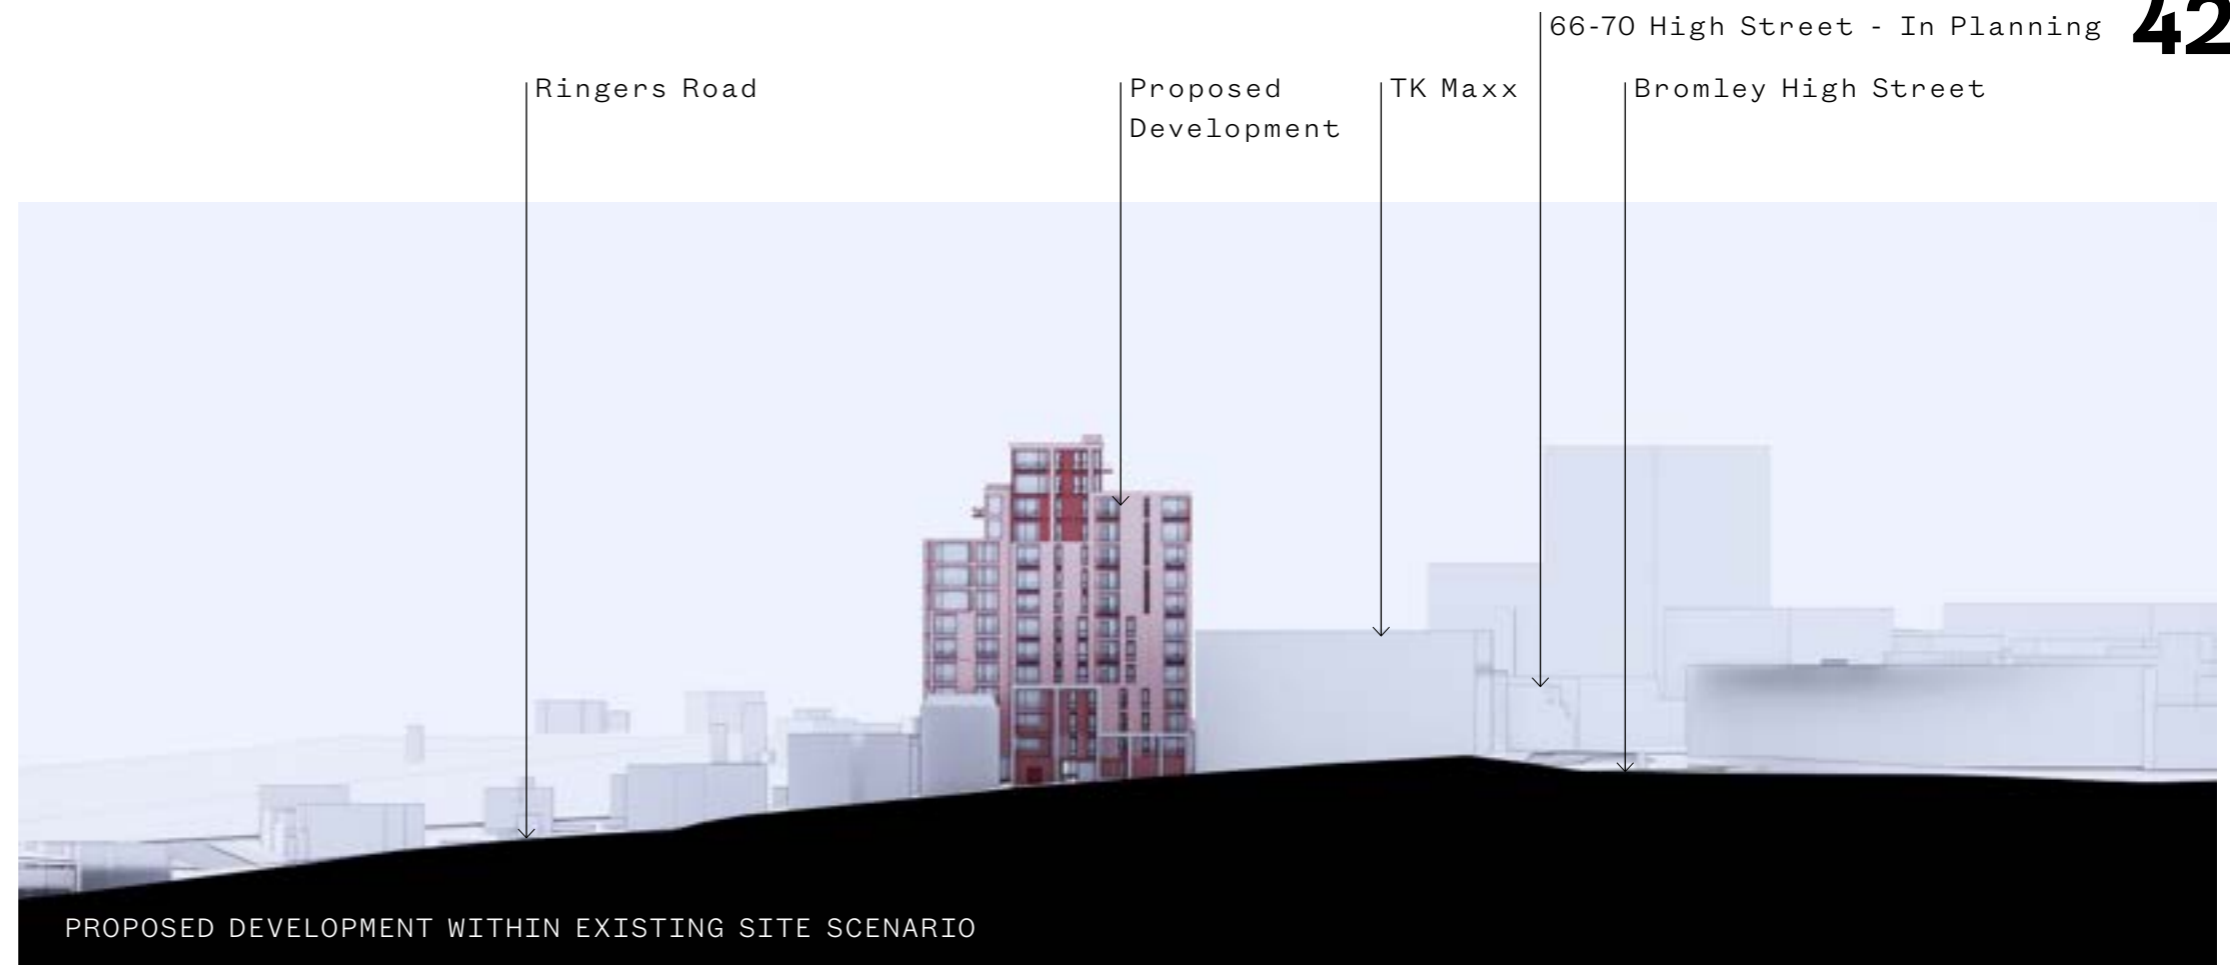 66-70 High Street - In Planning
42
Ringers Road
Proposed
Development
TK Maxx
Bromley High Street
PROPOSED DEVELOPMENT WITHIN EXISTING SITE SCENARIO